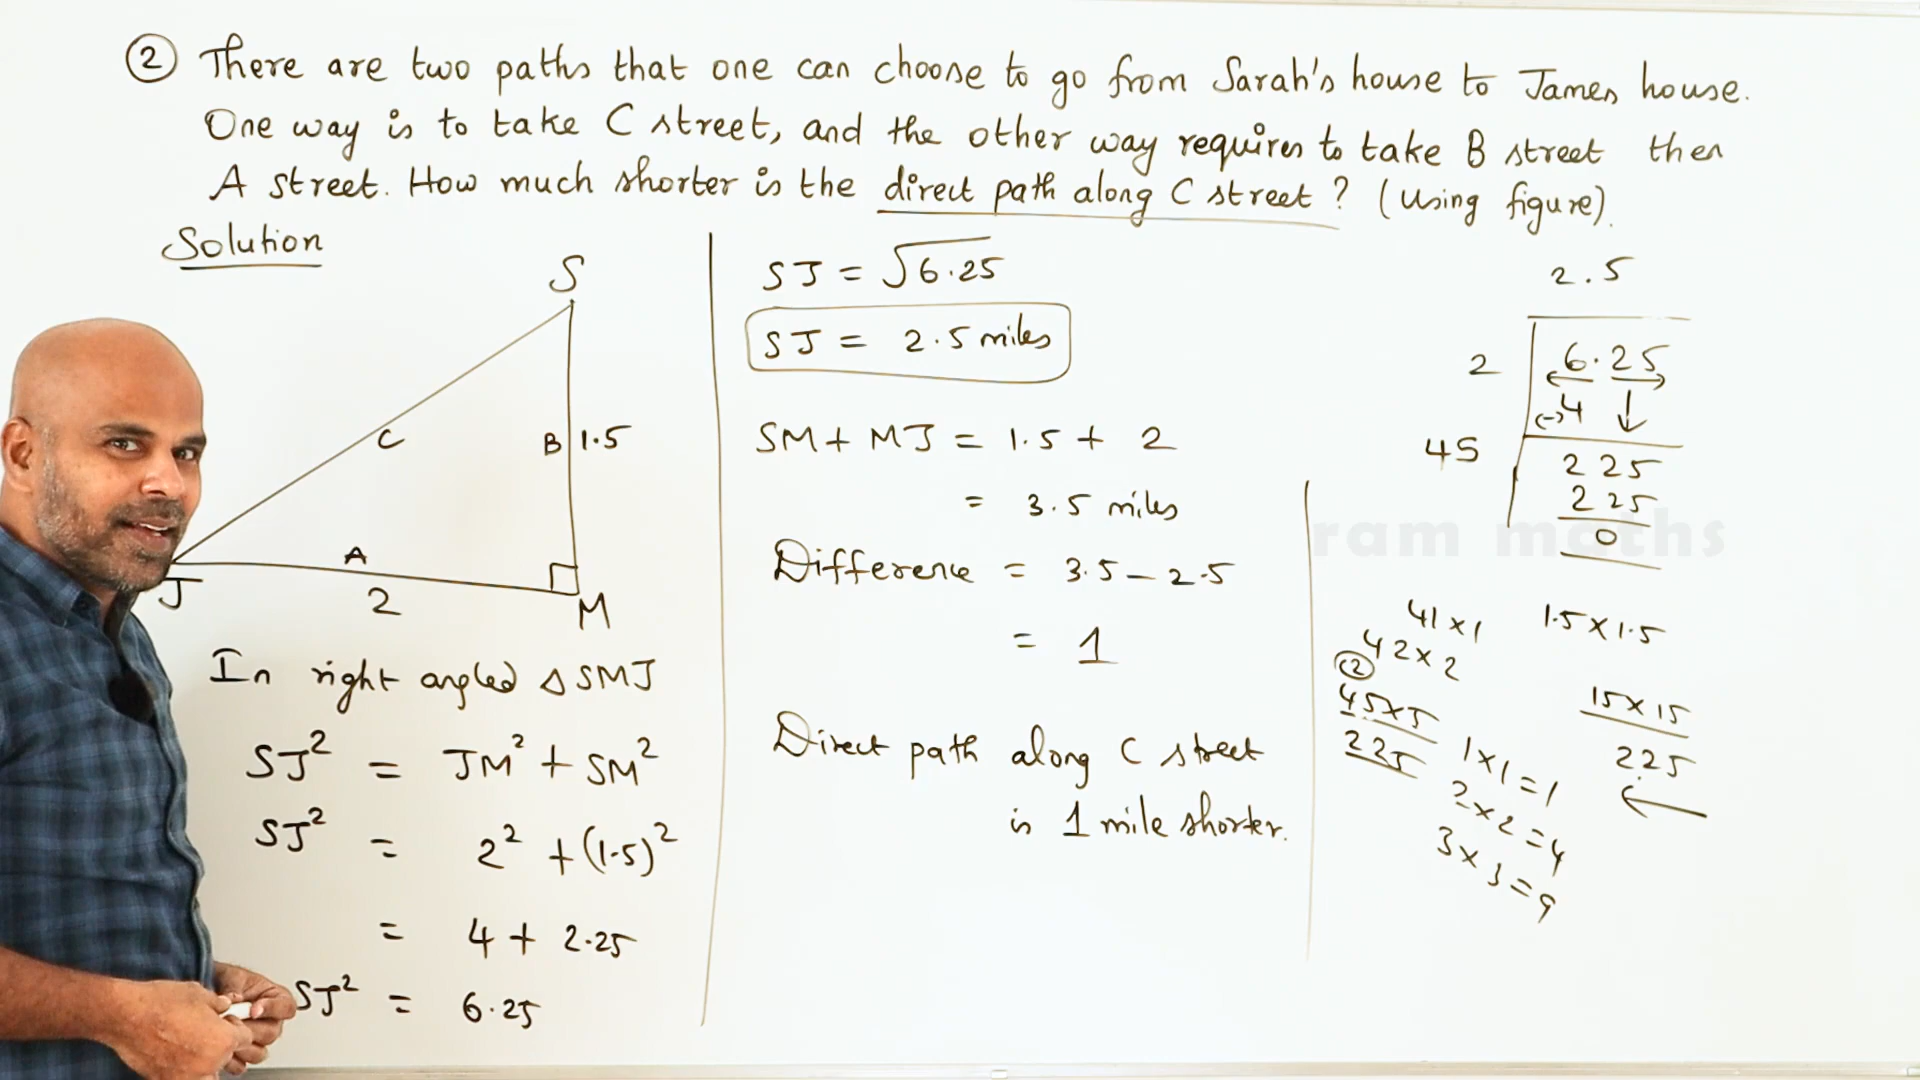 ② There are two paths that one can choose to go from Sarah's house to James house.
One way is to take C street, and the other way requires to take B street then
A street. How much shorter is the direct path along C street? (Using figure).
Solution
S
C
B 1.5
A
J
2
M
In right angled △SMJ
SJ² = JM² + SM²
SJ² = 2² + (1.5)²
= 4 + 2.25
SJ² = 6.25
SJ = √6.25
SJ = 2.5 miles
SM + MJ = 1.5 + 2
= 3.5 miles
Difference = 3.5 – 2.5
= 1
Direct path along C street
is 1 mile shorter.
2.5
2 6.25
(-)4 ↓
45 225
225
0
ram maths
41×1
42×2
②
45×5
225
1×1=1
2×2=4
3×3=9
1.5×1.5
15×15
225